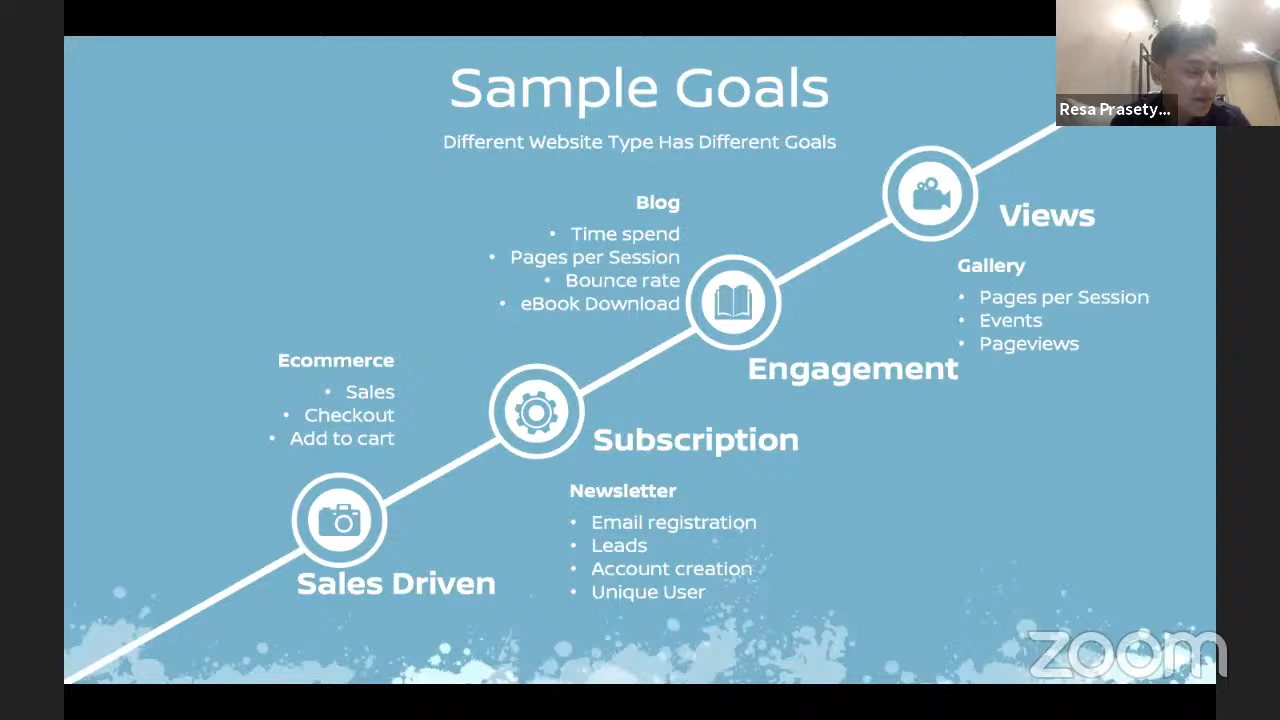 Sample Goals
Different Website Type Has Different Goals
Resa Prasety...
Views
Gallery
• Pages per Session
• Events
• Pageviews
Blog
• Time spend
• Pages per Session
• Bounce rate
• eBook Download
Engagement
Ecommerce
• Sales
• Checkout
• Add to cart
Subscription
Newsletter
• Email registration
• Leads
• Account creation
• Unique User
Sales Driven
zoom